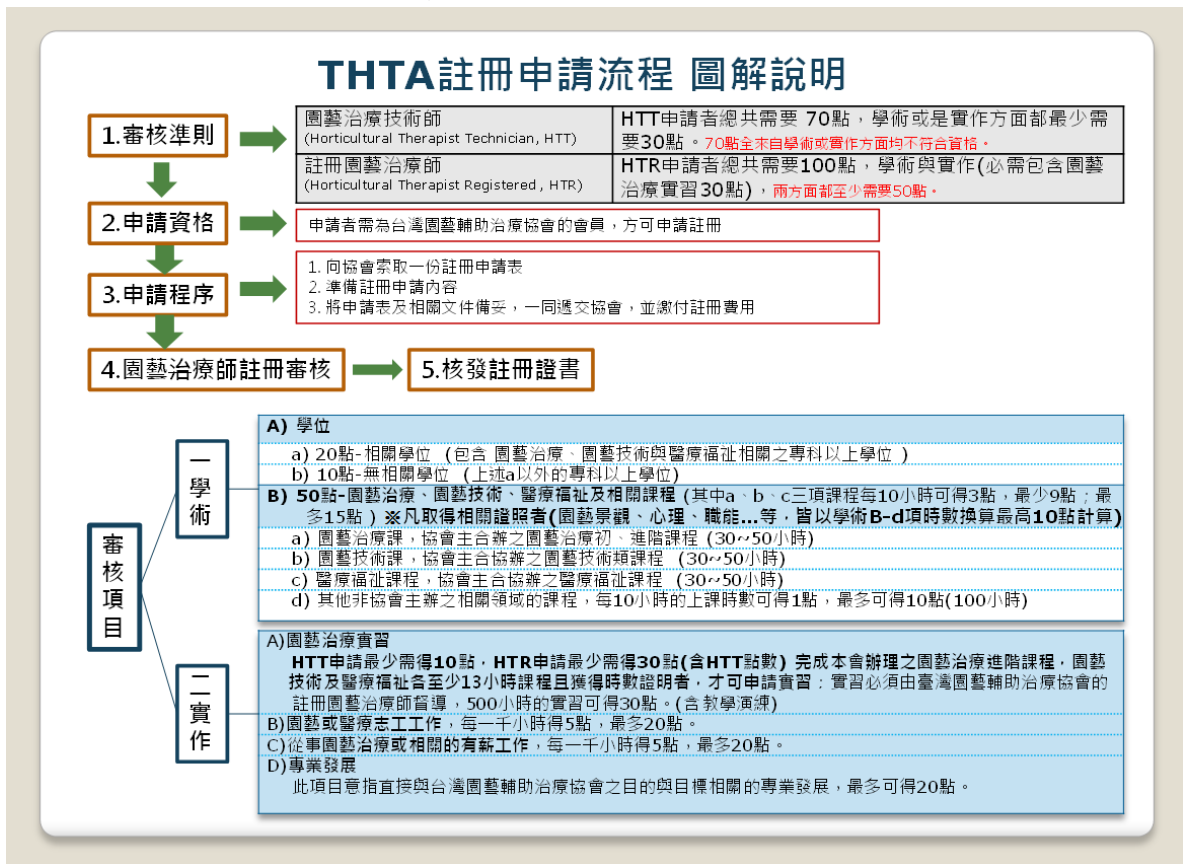 THTA註冊申請流程 圖解說明
1.審核準則
園藝治療技術師
(Horticultural Therapist Technician, HTT)
HTT申請者總共需要 70點，學術或是實作方面都最少需
要30點。70點全來自學術或實作方面均不符合資格。
註冊園藝治療師
(Horticultural Therapist Registered , HTR)
HTR申請者總共需要100點，學術與實作(必需包含園藝
治療實習30點)，兩方面都至少需要50點。
2.申請資格
申請者需為台灣園藝輔助治療協會的會員，方可申請註冊
3.申請程序
1. 向協會索取一份註冊申請表
2. 準備註冊申請內容
3. 將申請表及相關文件備妥，一同遞交協會，並繳付註冊費用
4.園藝治療師註冊審核
5.核發註冊證書
審核項目
一學術
A) 學位
a) 20點-相關學位 (包含 園藝治療、園藝技術與醫療福祉相關之專科以上學位 )
b) 10點-無相關學位 (上述a以外的專科以上學位)
B) 50點-園藝治療、園藝技術、醫療福祉及相關課程 (其中a、b、c三項課程每10小時可得3點，最少9點；最
多15點 ) ※凡取得相關證照者(園藝景觀、心理、職能...等，皆以學術B-d項時數換算最高10點計算)
a) 園藝治療課，協會主合辦之園藝治療初、進階課程 (30~50小時)
b) 園藝技術課，協會主合協辦之園藝技術類課程 (30~50小時)
c) 醫療福祉課程，協會主合協辦之醫療福祉課程 (30~50小時)
d) 其他非協會主辦之相關領域的課程，每10小時的上課時數可得1點，最多可得10點(100小時)
二實作
A)園藝治療實習
HTT申請最少需得10點，HTR申請最少需得30點(含HTT點數) 完成本會辦理之園藝治療進階課程，園藝
技術及醫療福祉各至少13小時課程且獲得時數證明者，才可申請實習；實習必須由臺灣園藝輔助治療協會的
註冊園藝治療師督導，500小時的實習可得30點。(含教學演練)
B)園藝或醫療志工工作，每一千小時得5點，最多20點。
C)從事園藝治療或相關的有薪工作，每一千小時得5點，最多20點。
D)專業發展
此項目意指直接與台灣園藝輔助治療協會之目的與目標相關的專業發展，最多可得20點。